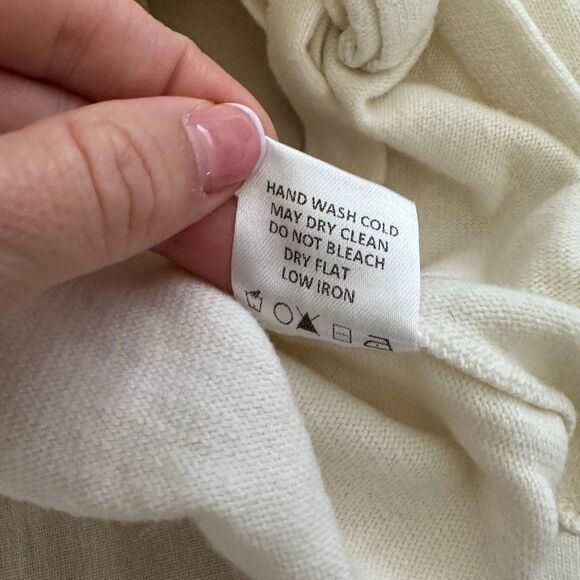 HAND WASH COLD
MAY DRY CLEAN
DO NOT BLEACH
DRY FLAT
LOW IRON